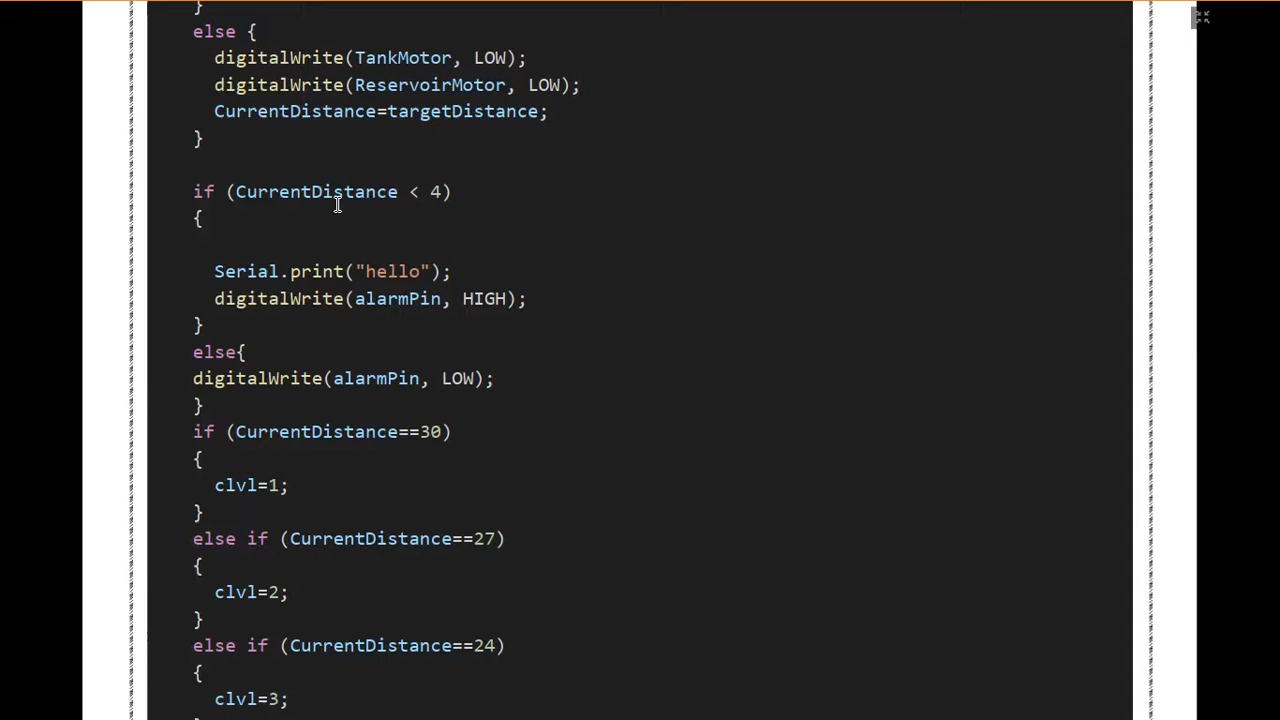 }
else {
digitalWrite(TankMotor, LOW);
digitalWrite(ReservoirMotor, LOW);
CurrentDistance=targetDistance;
}
if (CurrentDistance < 4)
{
Serial.print("hello");
digitalWrite(alarmPin, HIGH);
}
else{
digitalWrite(alarmPin, LOW);
}
if (CurrentDistance==30)
{
clvl=1;
}
else if (CurrentDistance==27)
{
clvl=2;
}
else if (CurrentDistance==24)
{
clvl=3;
}